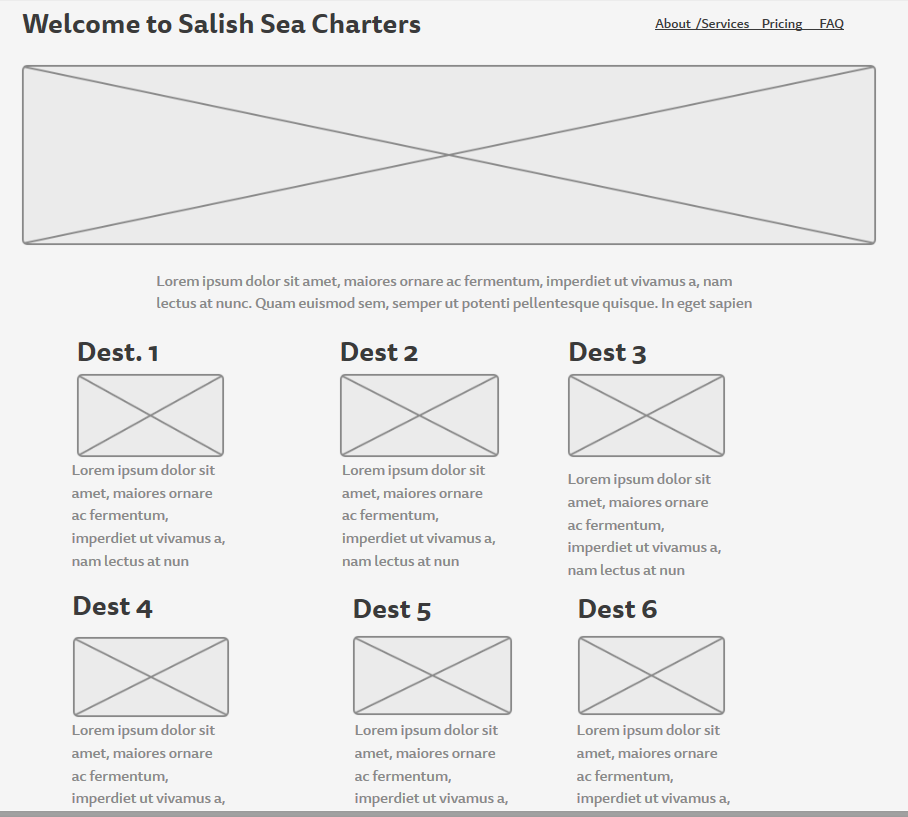 Welcome to Salish Sea Charters
About /Services Pricing FAQ
Lorem ipsum dolor sit amet, maiores ornare ac fermentum, imperdiet ut vivamus a, nam
lectus at nunc. Quam euismod sem, semper ut potenti pellentesque quisque. In eget sapien
Dest. 1
Lorem ipsum dolor sit
amet, maiores ornare
ac fermentum,
imperdiet ut vivamus a,
nam lectus at nun
Dest 2
Lorem ipsum dolor sit
amet, maiores ornare
ac fermentum,
imperdiet ut vivamus a,
nam lectus at nun
Dest 3
Lorem ipsum dolor sit
amet, maiores ornare
ac fermentum,
imperdiet ut vivamus a,
nam lectus at nun
Dest 4
Lorem ipsum dolor sit
amet, maiores ornare
ac fermentum,
imperdiet ut vivamus a,
Dest 5
Lorem ipsum dolor sit
amet, maiores ornare
ac fermentum,
imperdiet ut vivamus a,
Dest 6
Lorem ipsum dolor sit
amet, maiores ornare
ac fermentum,
imperdiet ut vivamus a,